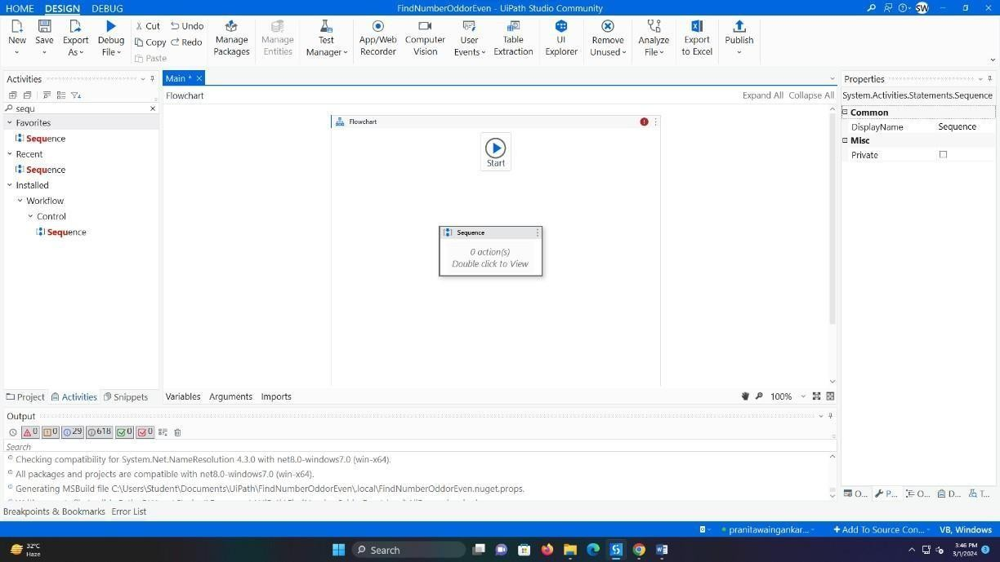 HOME DESIGN DEBUG
FindNumberOddorEven - UiPath Studio Community
SW
New Save Export As Debug File Cut Copy Paste Undo Redo Manage Packages Manage Entities Test Manager App/Web Recorder Computer Vision User Events Table Extraction UI Explorer Remove Unused Analyze File Export to Excel Publish
Activities
sequ
Favorites
Sequence
Recent
Sequence
Installed
Workflow
Control
Sequence
Project Activities Snippets
Main *
Flowchart
Expand All Collapse All
Flowchart
Start
Sequence
0 action(s)
Double click to View
Variables Arguments Imports
100%
Properties
System.Activities.Statements.Sequence
Common
DisplayName Sequence
Misc
Private
O... P... O... D... T...
Output
0 0 29 618 0 0
Search
Checking compatibility for System.Net.NameResolution 4.3.0 with net8.0-windows7.0 (win-x64).
All packages and projects are compatible with net8.0-windows7.0 (win-x64).
Generating MSBuild file C:\Users\Student\Documents\UiPath\FindNumberOddorEven\.local\FindNumberOddorEven.nuget.props.
Breakpoints & Bookmarks Error List
pranitawaingankar... + Add To Source Con... VB, Windows
32°C
Haze
Search
3:46 PM
3/1/2024
3